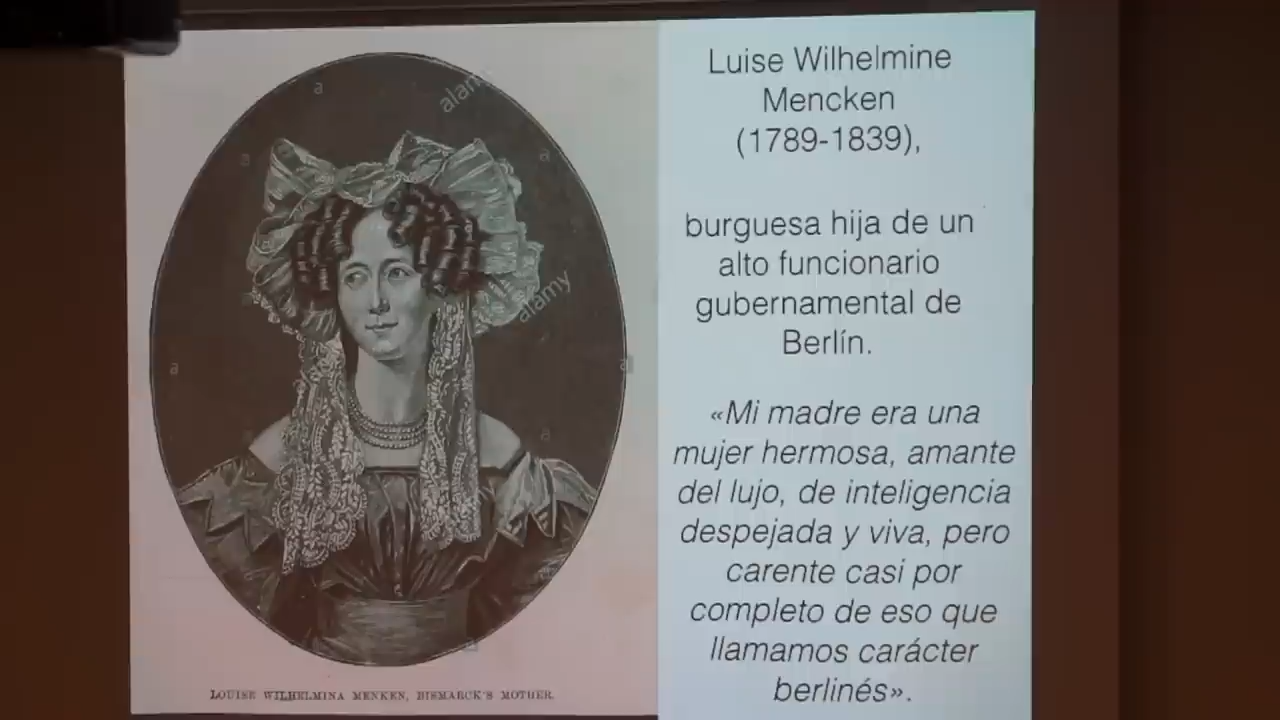 Luise Wilhelmine
Mencken
(1789-1839),
burguesa hija de un
alto funcionario
gubernamental de
Berlín.
«Mi madre era una
mujer hermosa, amante
del lujo, de inteligencia
despejada y viva, pero
carente casi por
completo de eso que
llamamos carácter
berlinés».
alamy
alamy
a
a
a
a
a
a
LOUISE WILHELMINA MENKEN, BISMARCK'S MOTHER.